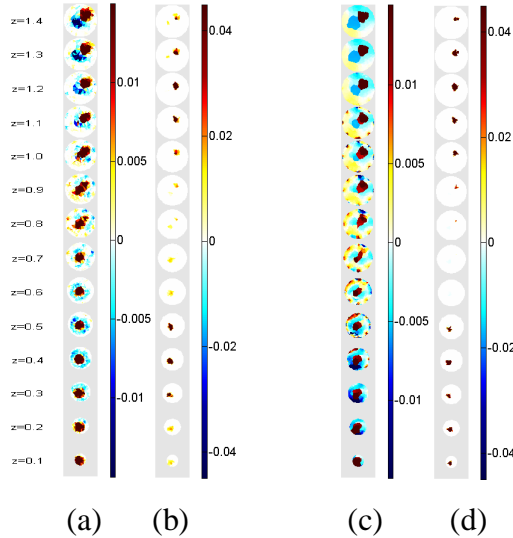 z=1.4
z=1.3
z=1.2
z=1.1
z=1.0
z=0.9
z=0.8
z=0.7
z=0.6
z=0.5
z=0.4
z=0.3
z=0.2
z=0.1
0.01
0.005
0
-0.005
-0.01
0.04
0.02
0
-0.02
-0.04
0.01
0.005
0
-0.005
-0.01
0.04
0.02
0
-0.02
-0.04
(a) (b) (c) (d)